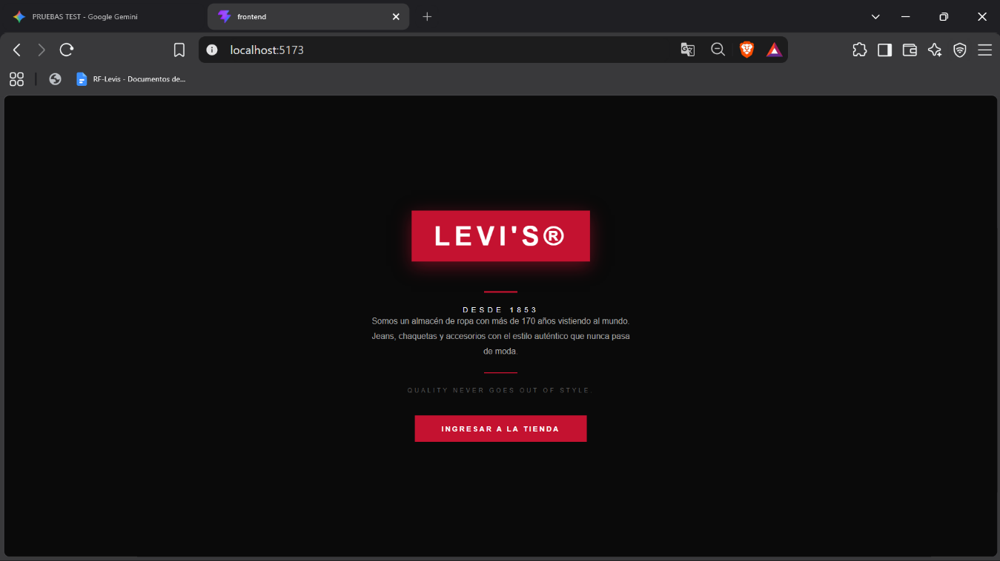 PRUEBAS TEST - Google Gemini
frontend
localhost:5173
RF-Levis - Documentos de...
LEVI'S®
DESDE 1853
Somos un almacén de ropa con más de 170 años vistiendo al mundo.
Jeans, chaquetas y accesorios con el estilo auténtico que nunca pasa
de moda.
QUALITY NEVER GOES OUT OF STYLE.
INGRESAR A LA TIENDA